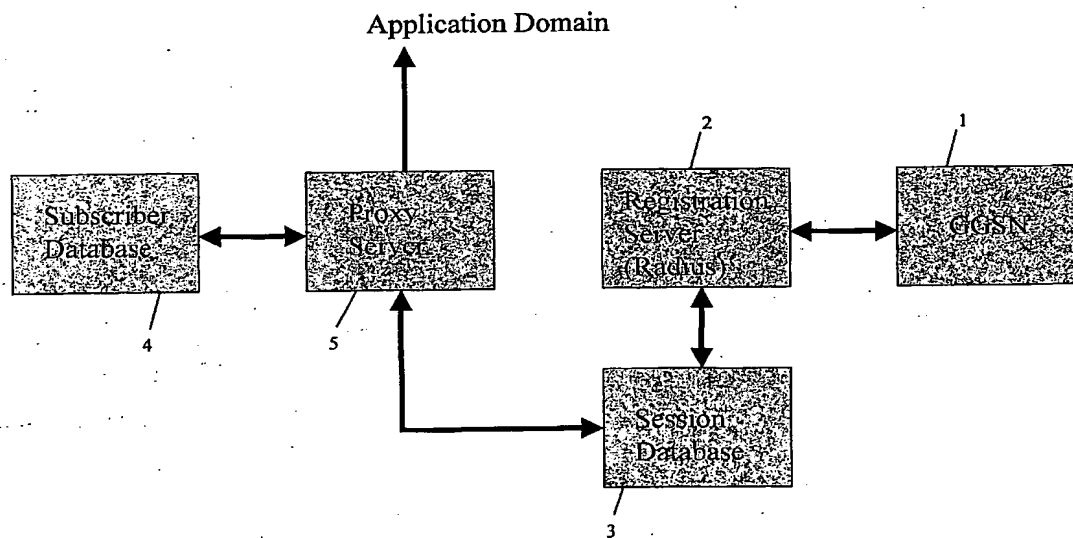 Application Domain
1
2
Subscriber
Database
Proxy
Server
Registration
Server
(Radius)
GGSN
4
5
Session
Database
3